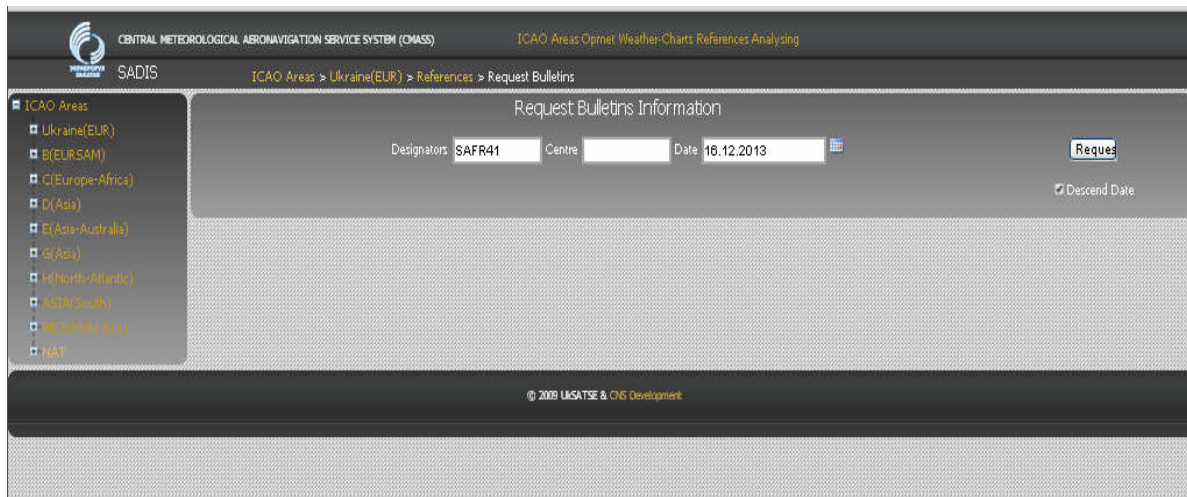 CENTRAL METEOROLOGICAL AERONAVIGATION SERVICE SYSTEM (CMASS)
ICAO Areas Opmet Weather-Charts References Analysing
SADIS
ICAO Areas > Ukraine(EUR) > References > Request Bulletins
ICAO Areas
Ukraine(EUR)
B(EURSAM)
C(Europe-Africa)
D(Asia)
E(Asia-Australia)
G(Asia)
H(North-Atlantic)
ASIA(South)
NAT
Request Bulletins Information
Designators SAFR41 Centre Date 16.12.2013
Reques
Descend Date
© 2009 UkSATSE & CNS Development